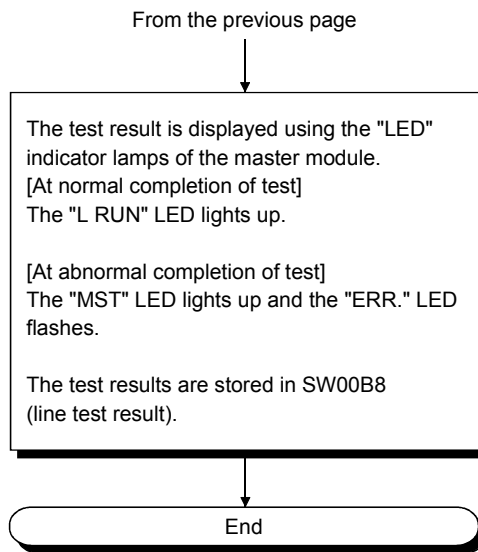 From the previous page
The test result is displayed using the "LED"
indicator lamps of the master module.
[At normal completion of test]
The "L RUN" LED lights up.
[At abnormal completion of test]
The "MST" LED lights up and the "ERR." LED
flashes.
The test results are stored in SW00B8
(line test result).
End